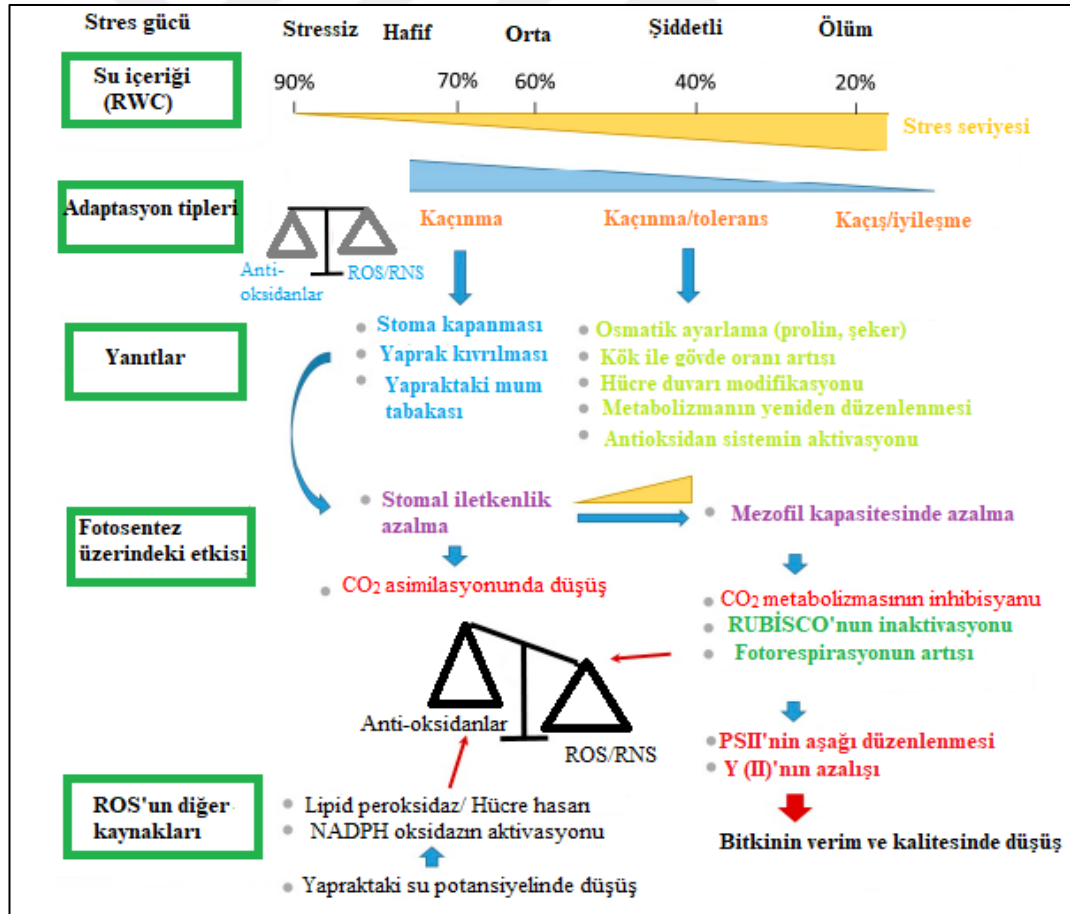 Stres gücü
Stressiz
Hafif
Orta
Şiddetli
Ölüm
Su içeriği
(RWC)
90%
70%
60%
40%
20%
Stres seviyesi
Adaptasyon tipleri
Anti-
oksidanlar
ROS/RNS
Kaçınma
Kaçınma/tolerans
Kaçış/iyileşme
Yanıtlar
Stoma kapanması
Yaprak kıvrılması
Yapraktaki mum
tabakası
Osmatik ayarlama (prolin, şeker)
Kök ile gövde oranı artısı
Hücre duvarı modifikasyonu
Metabolizmanın yeniden düzenlenmesi
Antioksidan sistemin aktivasyonu
Fotosentez
üzerindeki etkisi
Stomal iletkenlik
azalma
Mezofil kapasitesinde azalma
CO2 asimilasyonunda düşüş
CO2 metabolizmasının inhibisyanu
RUBİSCO'nun inaktivasyonu
Fotorespirasyonun artısı
Anti-oksidanlar
ROS/RNS
PSII'nin aşağı düzenlenmesi
Y (II)'nın azalışı
ROS'un diğer
kaynakları
Lipid peroksidaz/ Hücre hasarı
NADPH oksidazın aktivasyonu
Yapraktaki su potansiyelinde düşüş
Bitkinin verim ve kalitesinde düşüş